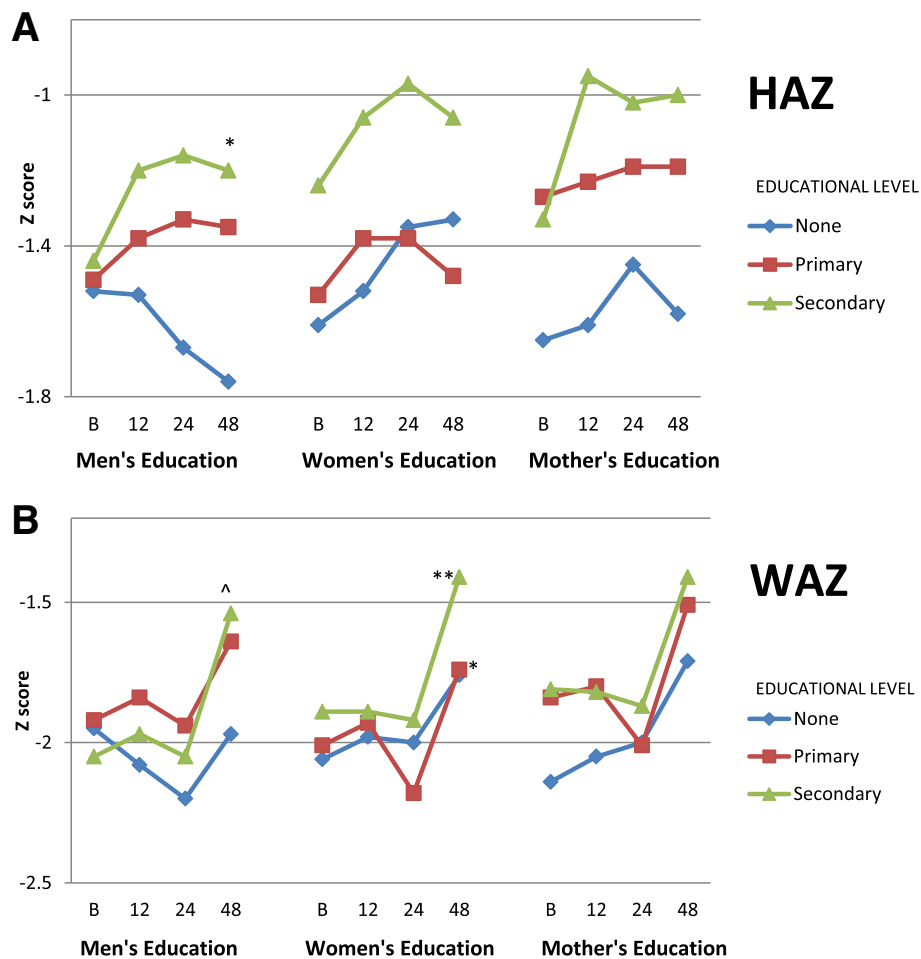 A
HAZ
Z score
-1
-1.4
-1.8
*
EDUCATIONAL LEVEL
None
Primary
Secondary
B 12 24 48 B 12 24 48 B 12 24 48
Men's Education Women's Education Mother's Education
B
WAZ
Z score
-1.5
-2
-2.5
^
**
*
EDUCATIONAL LEVEL
None
Primary
Secondary
B 12 24 48 B 12 24 48 B 12 24 48
Men's Education Women's Education Mother's Education